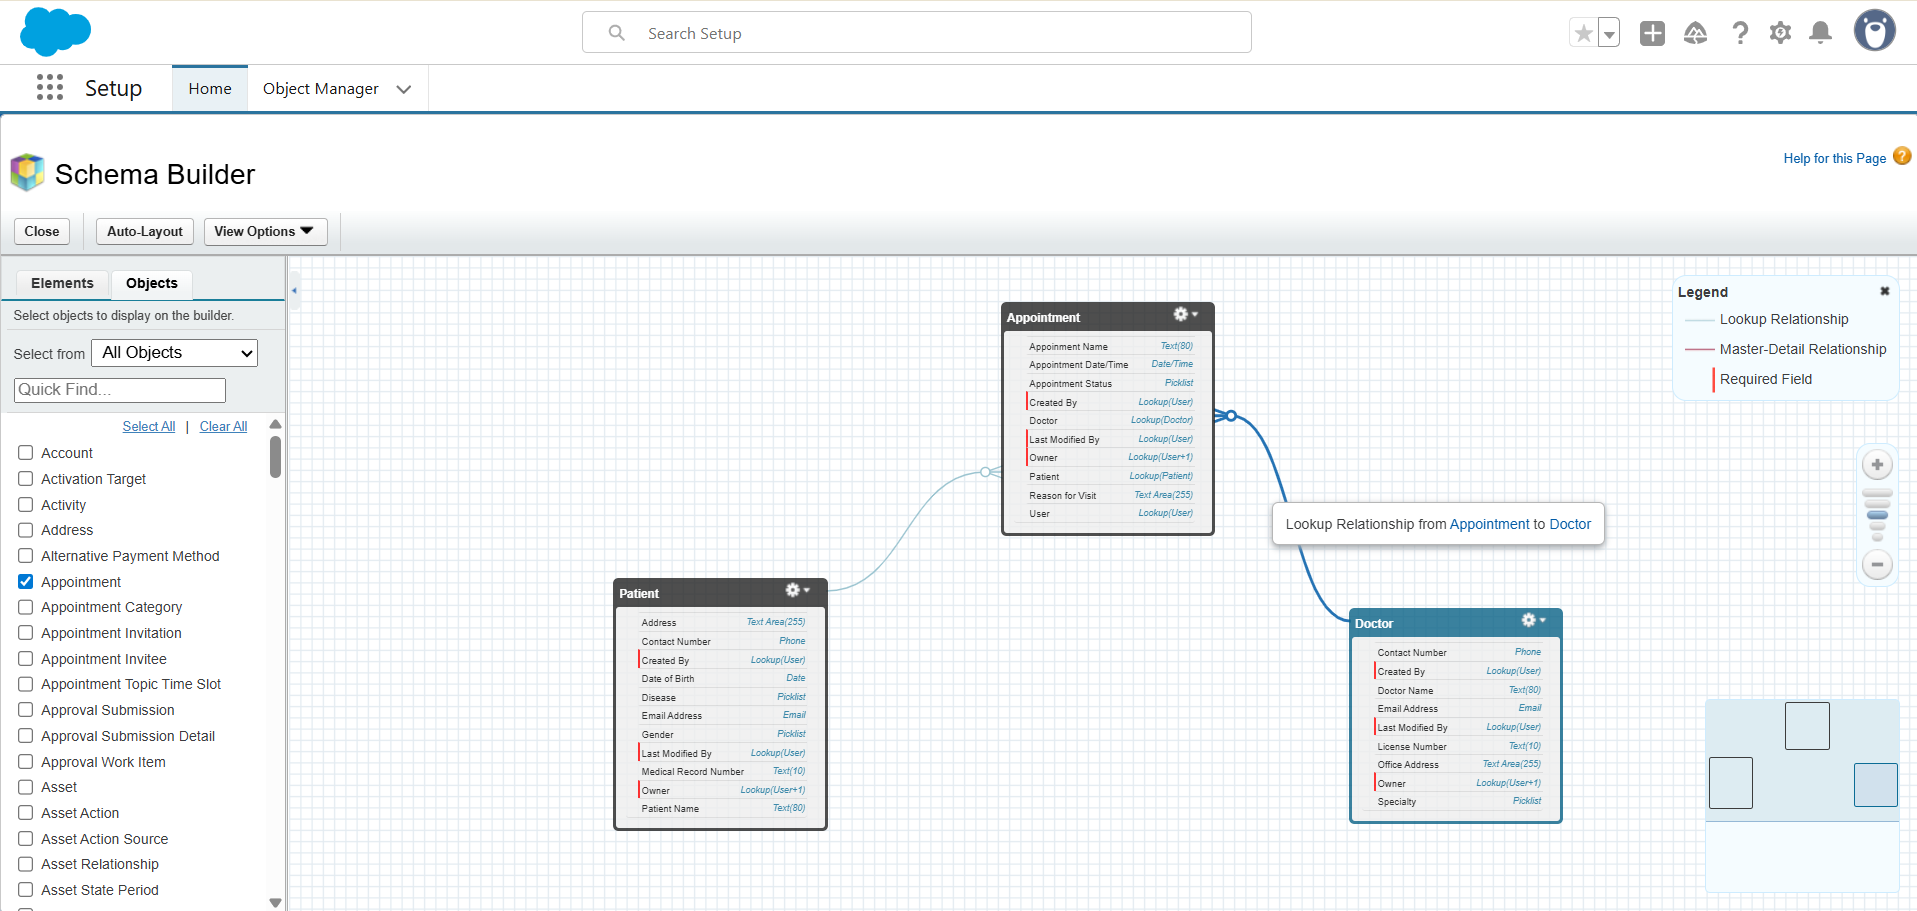 Search Setup
Setup
Home
Object Manager
Schema Builder
Help for this Page ?
Close
Auto-Layout
View Options
Elements
Objects
Select objects to display on the builder.
Select from All Objects
Quick Find...
Select All | Clear All
Account
Activation Target
Activity
Address
Alternative Payment Method
Appointment
Appointment Category
Appointment Invitation
Appointment Invitee
Appointment Topic Time Slot
Approval Submission
Approval Submission Detail
Approval Work Item
Asset
Asset Action
Asset Action Source
Asset Relationship
Asset State Period
Appointment
Appoinment Name Text(80)
Appointment Date/Time Date/Time
Appointment Status Picklist
Created By Lookup(User)
Doctor Lookup(Doctor)
Last Modified By Lookup(User)
Owner Lookup(User+1)
Patient Lookup(Patient)
Reason for Visit Text Area(255)
User Lookup(User)
Lookup Relationship from Appointment to Doctor
Patient
Address Text Area(255)
Contact Number Phone
Created By Lookup(User)
Date of Birth Date
Disease Picklist
Email Address Email
Gender Picklist
Last Modified By Lookup(User)
Medical Record Number Text(10)
Owner Lookup(User+1)
Patient Name Text(80)
Doctor
Contact Number Phone
Created By Lookup(User)
Doctor Name Text(80)
Email Address Email
Last Modified By Lookup(User)
License Number Text(10)
Office Address Text Area(255)
Owner Lookup(User+1)
Specialty Picklist
Legend
Lookup Relationship
Master-Detail Relationship
Required Field